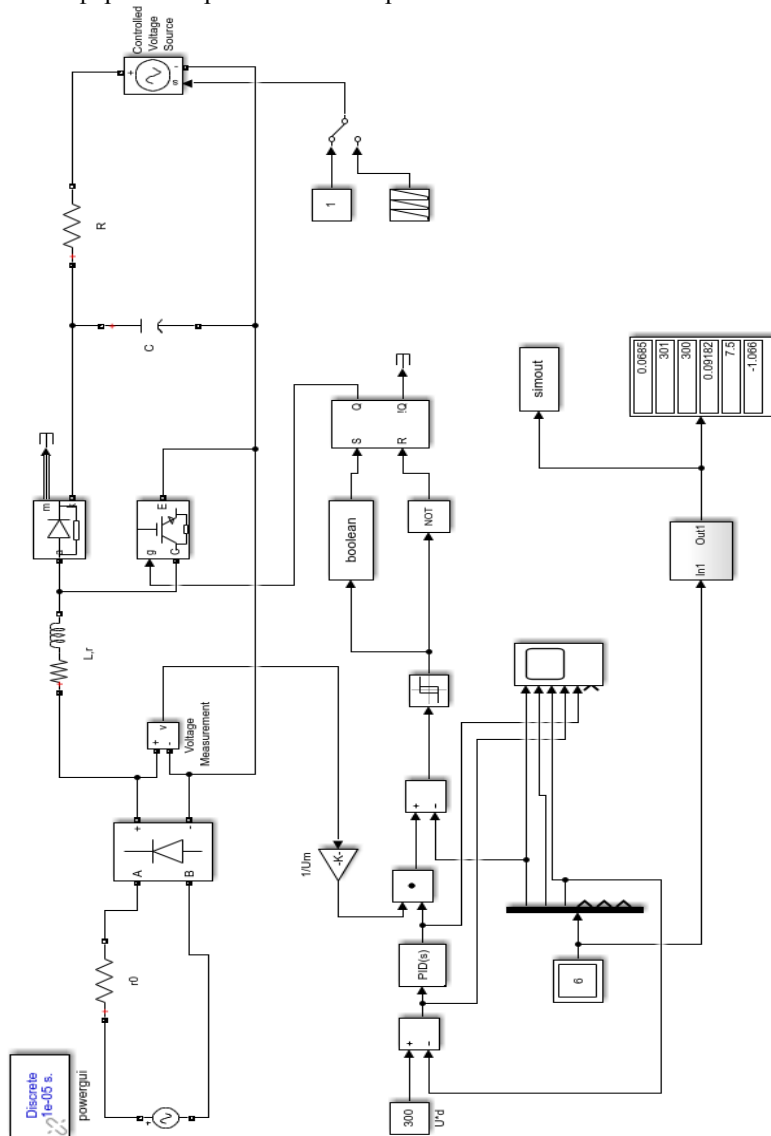 Discrete
1e-05 s.
powergui
r0
A
B
+
-
+
-
v
Voltage
Measurement
L,r
m
g
C
E
C
R
+
-
s
Controlled
Voltage
Source
1/Um
-K-
boolean
NOT
S
R
Q
!Q
1
300
U*d
+
-
PID(s)
+
-
6
In1
Out1
simout
0.0685
301
300
0.09182
7.5
-1.066